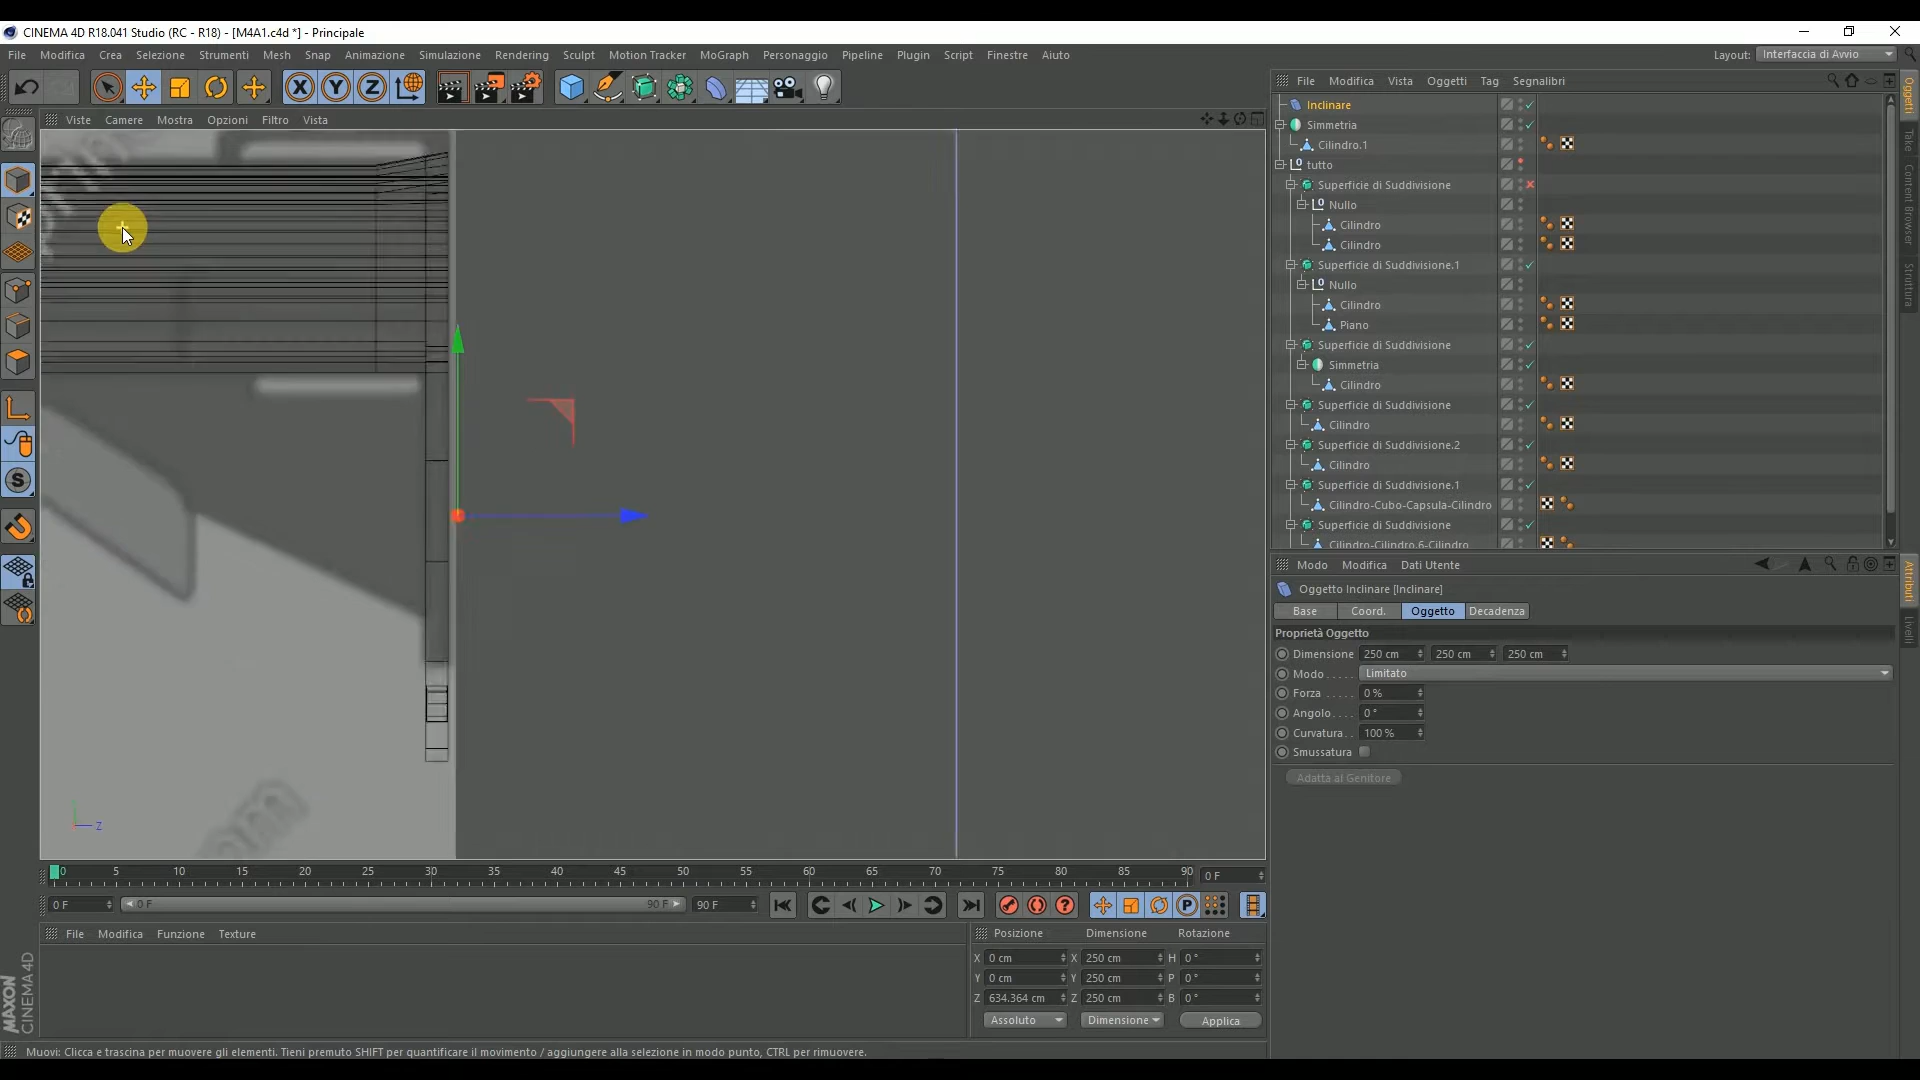 CINEMA 4D R18.041 Studio (RC - R18) - [M4A1.c4d *] - Principale
File Modifica Crea Selezione Strumenti Mesh Snap Animazione Simulazione Rendering Sculpt Motion Tracker MoGraph Personaggio Pipeline Plugin Script Finestre Aiuto
Layout: Interfaccia di Avvio
Viste Camere Mostra Opzioni Filtro Vista
File Modifica Vista Oggetti Tag Segnalibri
Inclinare
Simmetria
Cilindro.1
tutto
Superficie di Suddivisione
Nullo
Cilindro
Cilindro
Superficie di Suddivisione.1
Nullo
Cilindro
Piano
Superficie di Suddivisione
Simmetria
Cilindro
Superficie di Suddivisione
Cilindro
Superficie di Suddivisione.2
Cilindro
Superficie di Suddivisione.1
Cilindro-Cubo-Capsula-Cilindro
Superficie di Suddivisione
Cilindro-Cilindro.6-Cilindro
Oggetti
Take
Content Browser
Struttura
Modo Modifica Dati Utente
Oggetto Inclinare [Inclinare]
Base Coord. Oggetto Decadenza
Proprietà Oggetto
Dimensione 250 cm 250 cm 250 cm
Modo..... Limitato
Forza ..... 0 %
Angolo.... 0 °
Curvatura.. 100 %
Smussatura
Adatta al Genitore
Attributi
Livelli
Z
0 5 10 15 20 25 30 35 40 45 50 55 60 65 70 75 80 85 90 0 F
0 F 0 F 90 F 90 F
File Modifica Funzione Texture
Posizione Dimensione Rotazione
X 0 cm X 250 cm H 0 °
Y 0 cm Y 250 cm P 0 °
Z 634.364 cm Z 250 cm B 0 °
Assoluto Dimensione Applica
MAXON
CINEMA 4D
Muovi: Clicca e trascina per muovere gli elementi. Tieni premuto SHIFT per quantificare il movimento / aggiungere alla selezione in modo punto, CTRL per rimuovere.